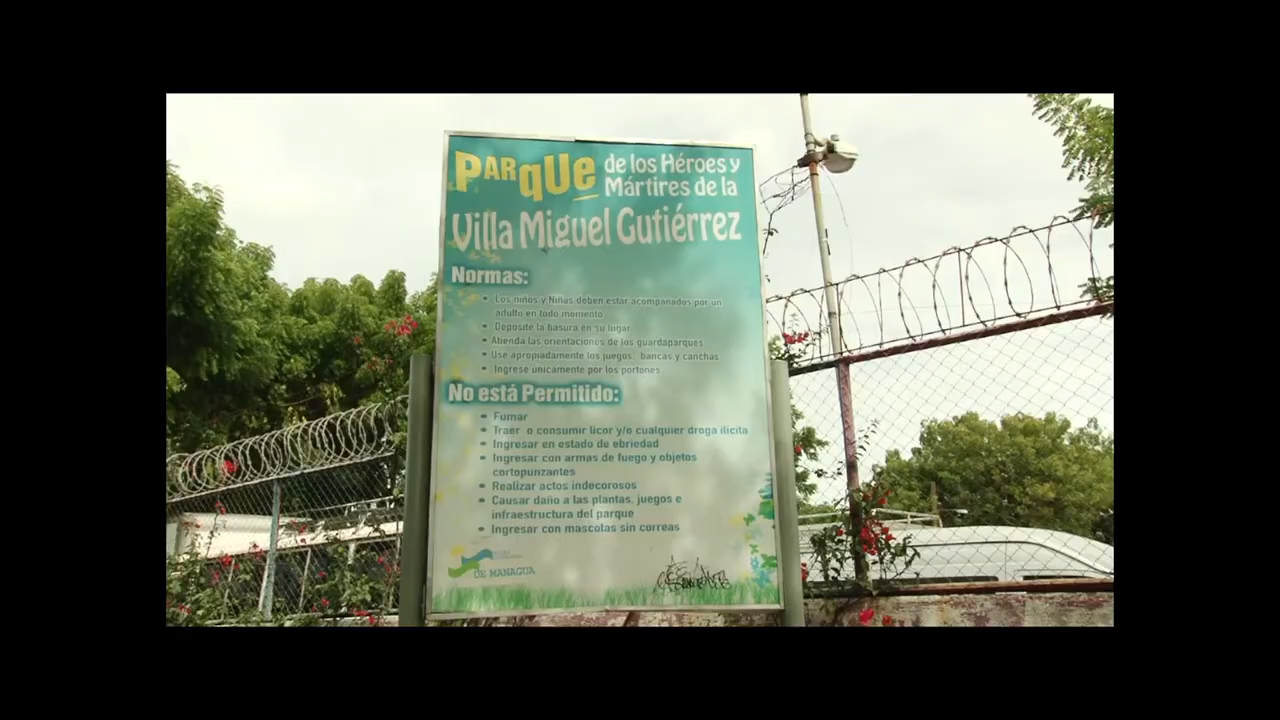 Parque de los Héroes y
Mártires de la
Villa Miguel Gutiérrez
Normas:
• Los niños y Niñas deben estar acompañados por un
adulto en todo momento
• Deposite la basura en su lugar
• Atienda las orientaciones de los guardaparques
• Use apropiadamente los juegos, bancas y canchas
• Ingrese únicamente por los portones
No está Permitido:
• Fumar
• Traer o consumir licor y/o cualquier droga ilícita
• Ingresar en estado de ebriedad
• Ingresar con armas de fuego y objetos
cortopunzantes
• Realizar actos indecorosos
• Causar daño a las plantas, juegos e
infraestructura del parque
• Ingresar con mascotas sin correas
DE MANAGUA